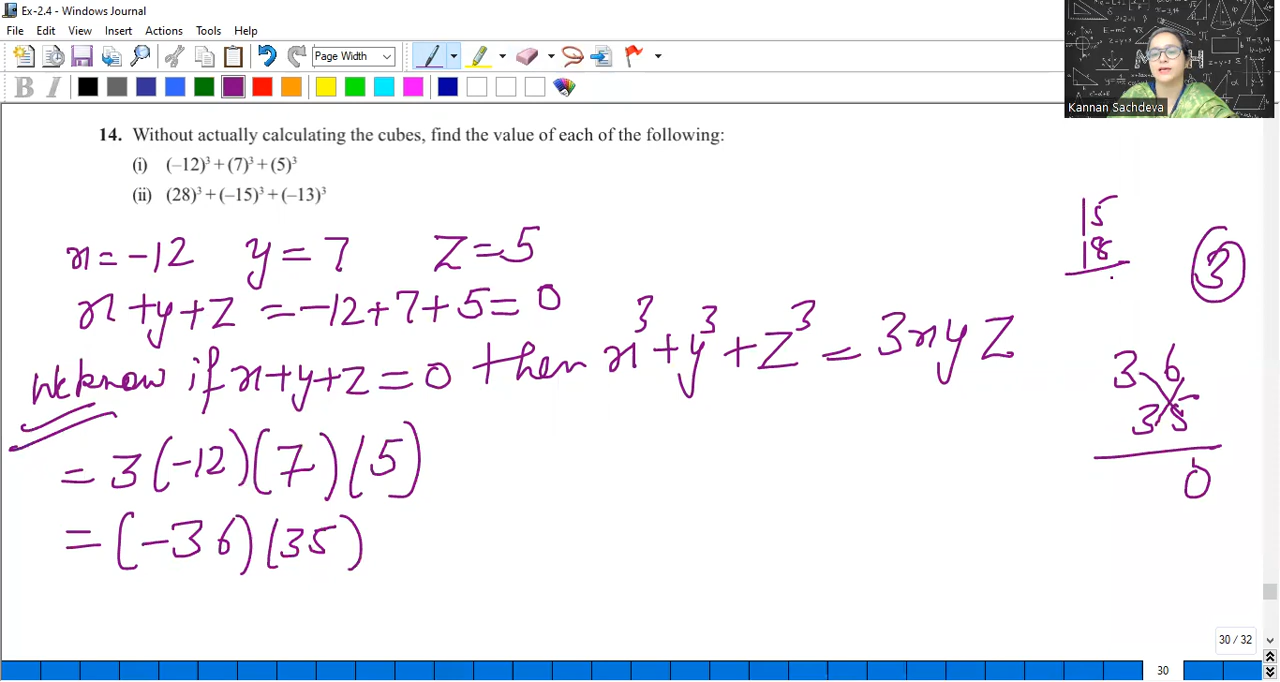 Ex-2.4 - Windows Journal
File Edit View Insert Actions Tools Help
Page Width
B I
Kannan Sachdeva
14. Without actually calculating the cubes, find the value of each of the following:
(i) (–12)³ + (7)³ + (5)³
(ii) (28)³ + (–15)³ + (–13)³
x = -12 y = 7 z = 5
x + y + z = -12 + 7 + 5 = 0
We know if x + y + z = 0 then x³ + y³ + z³ = 3xyz
= 3(-12)(7)(5)
= (-36)(35)
15
18
3
36
35
0
30 / 32
30